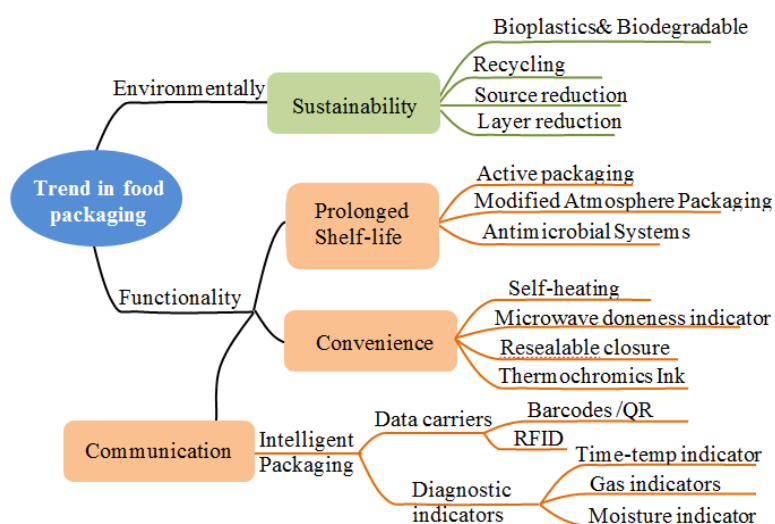 Bioplastics& Biodegradable
Environmentally
Recycling
Sustainability
Source reduction
Layer reduction
Trend in food
packaging
Active packaging
Prolonged
Shelf-life
Modified Atmosphere Packaging
Antimicrobial Systems
Functionality
Self-heating
Microwave doneness indicator
Convenience
Resealable closure
Thermochromics Ink
Communication
Intelligent
Packaging
Data carriers
Barcodes /QR
RFID
Time-temp indicator
Diagnostic
indicators
Gas indicators
Moisture indicator